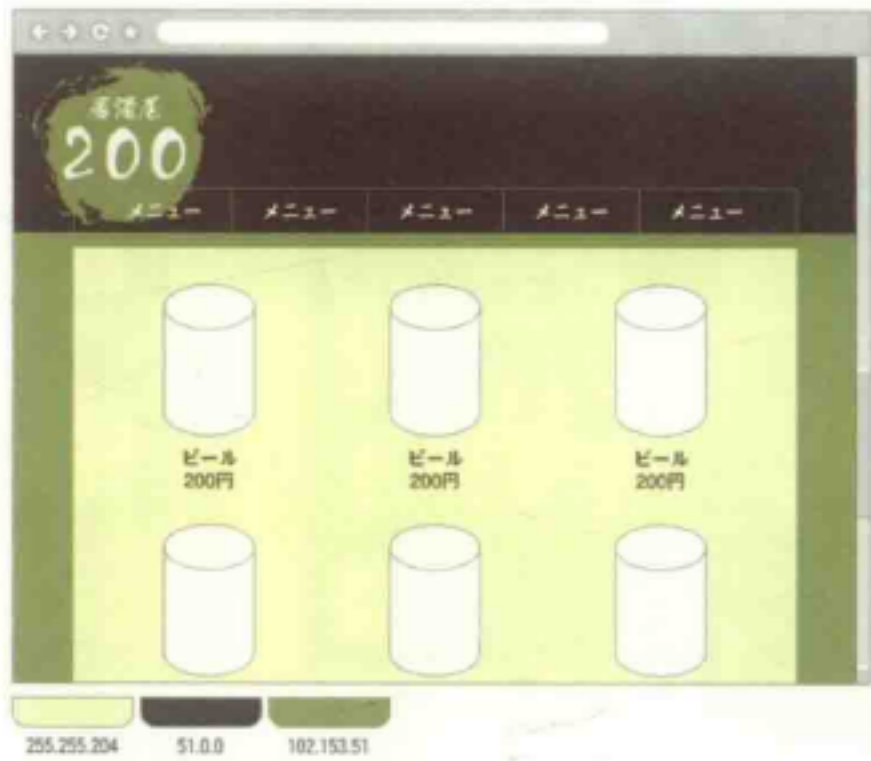 居酒屋
200
メニュー メニュー メニュー メニュー メニュー
ビール ビール ビール
200円 200円 200円
255.255.204 51.0.0 102.153.51